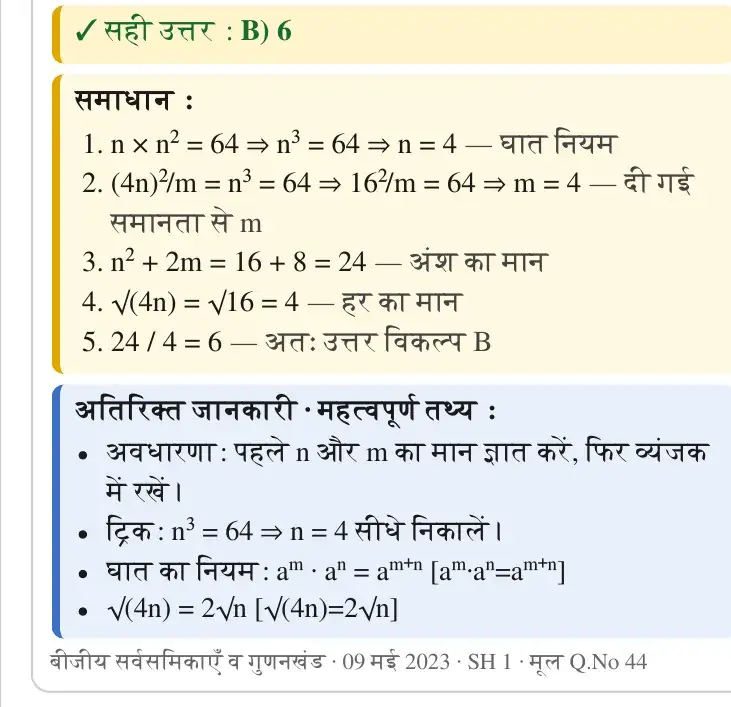 ✓ सही उत्तर : B) 6
समाधान :
1. n × n² = 64 ⇒ n³ = 64 ⇒ n = 4 — घात नियम
2. (4n)²/m = n³ = 64 ⇒ 16²/m = 64 ⇒ m = 4 — दी गई
समानता से m
3. n² + 2m = 16 + 8 = 24 — अंश का मान
4. √(4n) = √16 = 4 — हर का मान
5. 24 / 4 = 6 — अतः उत्तर विकल्प B
अतिरिक्त जानकारी · महत्वपूर्ण तथ्य :
• अवधारणा : पहले n और m का मान ज्ञात करें, फिर व्यंजक
में रखें।
• ट्रिक : n³ = 64 ⇒ n = 4 सीधे निकालें।
• घात का नियम : aᵐ · aⁿ = aᵐ⁺ⁿ [aᵐ·aⁿ=aᵐ⁺ⁿ]
• √(4n) = 2√n [√(4n)=2√n]
बीजीय सर्वसमिकाएँ व गुणनखंड · 09 मई 2023 · SH 1 · मूल Q.No 44